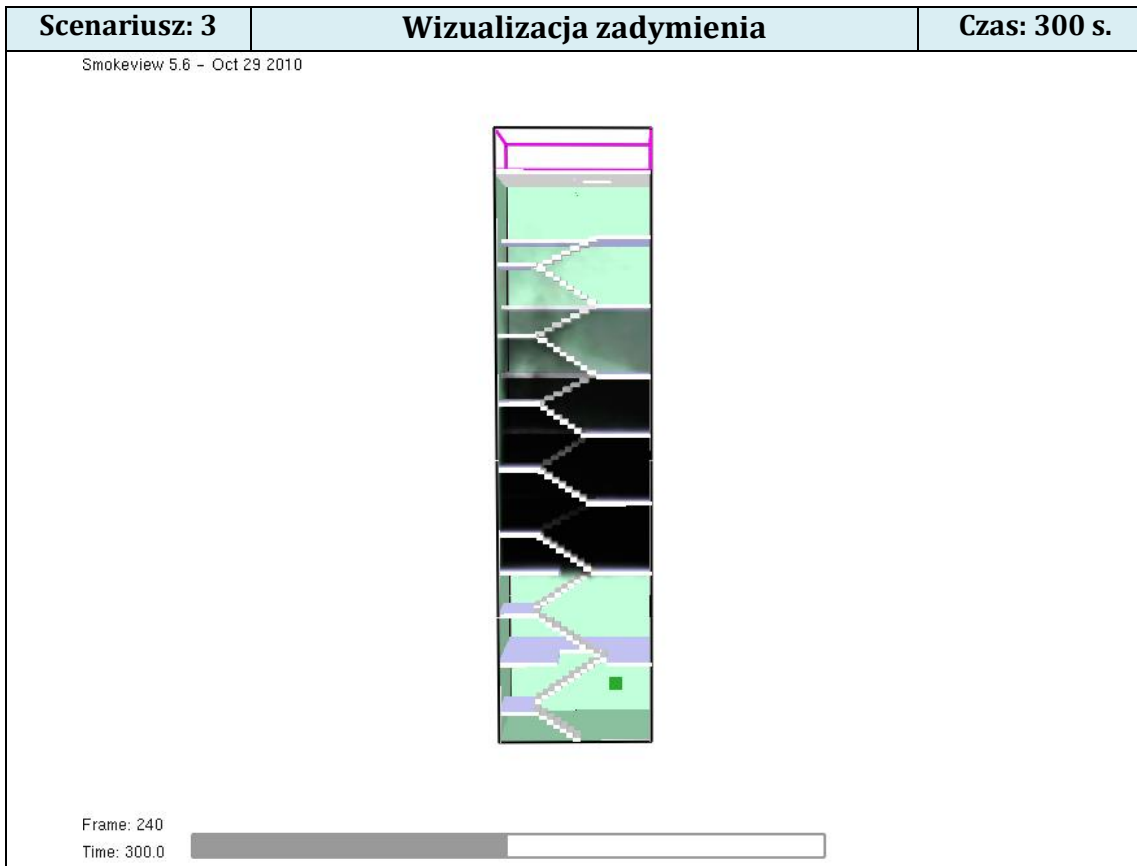 Scenariusz: 3 Wizualizacja zadymienia Czas: 300 s.
Smokeview 5.6 - Oct 29 2010
Frame: 240
Time: 300.0